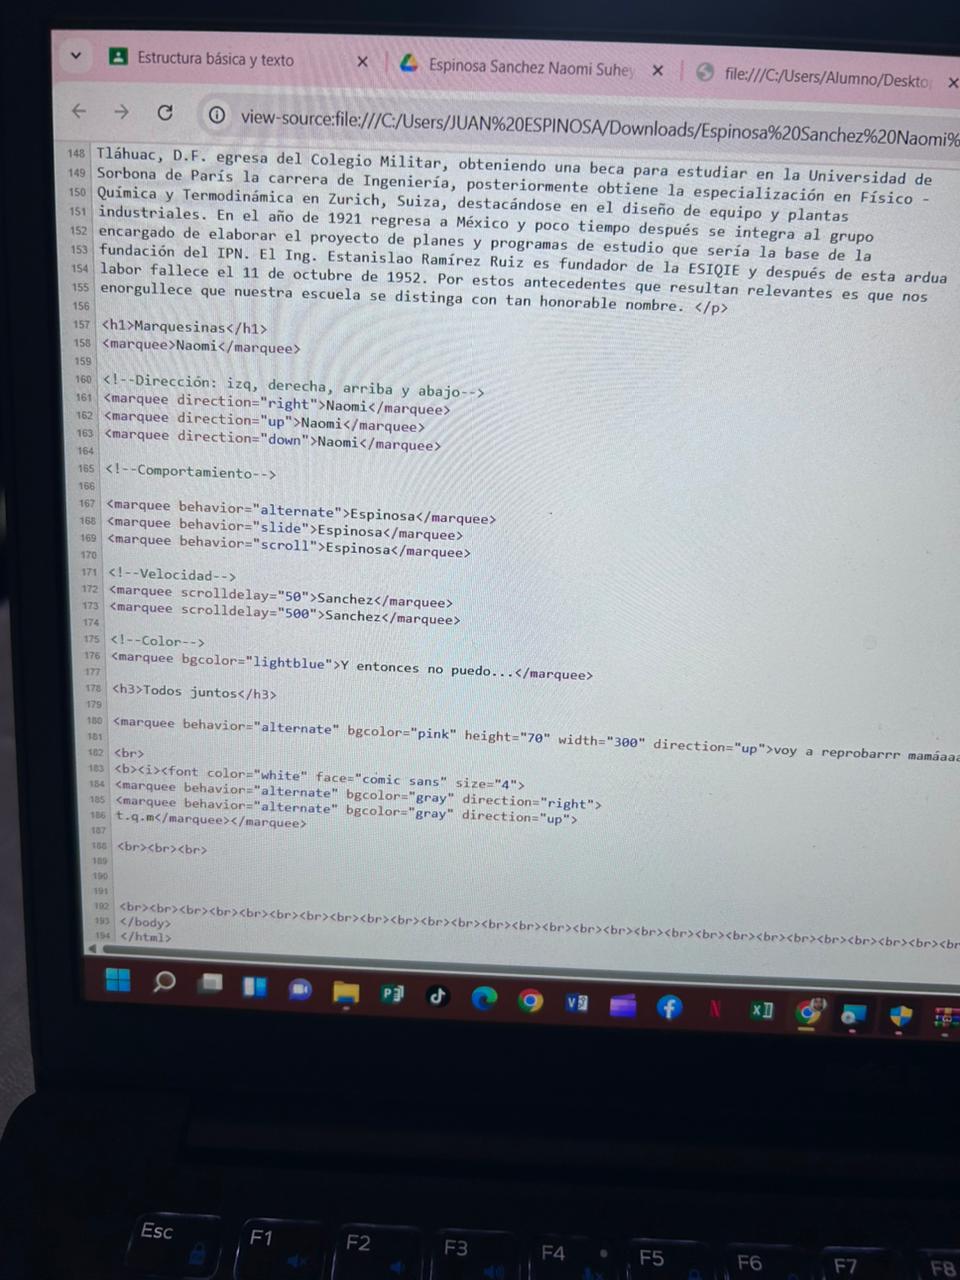 Estructura básica y texto
Espinosa Sanchez Naomi Suhey
file:///C:/Users/Alumno/Deskto
view-source:file:///C:/Users/JUAN%20ESPINOSA/Downloads/Espinosa%20Sanchez%20Naomi%
148 Tláhuac, D.F. egresa del Colegio Militar, obteniendo una beca para estudiar en la Universidad de
149 Sorbona de París la carrera de Ingeniería, posteriormente obtiene la especialización en Físico -
150 Química y Termodinámica en Zurich, Suiza, destacándose en el diseño de equipo y plantas
151 industriales. En el año de 1921 regresa a México y poco tiempo después se integra al grupo
152 encargado de elaborar el proyecto de planes y programas de estudio que sería la base de la
153 fundación del IPN. El Ing. Estanislao Ramírez Ruiz es fundador de la ESIQIE y después de esta ardua
154 labor fallece el 11 de octubre de 1952. Por estos antecedentes que resultan relevantes es que nos
155 enorgullece que nuestra escuela se distinga con tan honorable nombre. </p>
156
157 <h1>Marquesinas</h1>
158 <marquee>Naomi</marquee>
159
160 <!--Dirección: izq, derecha, arriba y abajo-->
161 <marquee direction="right">Naomi</marquee>
162 <marquee direction="up">Naomi</marquee>
163 <marquee direction="down">Naomi</marquee>
164
165 <!--Comportamiento-->
166
167 <marquee behavior="alternate">Espinosa</marquee>
168 <marquee behavior="slide">Espinosa</marquee>
169 <marquee behavior="scroll">Espinosa</marquee>
170
171 <!--Velocidad-->
172 <marquee scrolldelay="50">Sanchez</marquee>
173 <marquee scrolldelay="500">Sanchez</marquee>
174
175 <!--Color-->
176 <marquee bgcolor="lightblue">Y entonces no puedo...</marquee>
177
178 <h3>Todos juntos</h3>
179
180 <marquee behavior="alternate" bgcolor="pink" height="70" width="300" direction="up">voy a reprobarrr mamáaaa
181
182 <br>
183 <b><i><font color="white" face="comic sans" size="4">
184 <marquee behavior="alternate" bgcolor="gray" direction="right">
185 <marquee behavior="alternate" bgcolor="gray" direction="up">
186 t.q.m</marquee></marquee>
187
188 <br><br><br>
189
190
191
192 <br><br><br><br><br><br><br><br><br><br><br><br><br><br><br><br><br><br><br><br><br><br><br><br><br><br><br><br>
193 </body>
194 </html>
Esc F1 F2 F3 F4 F5 F6 F7 F8